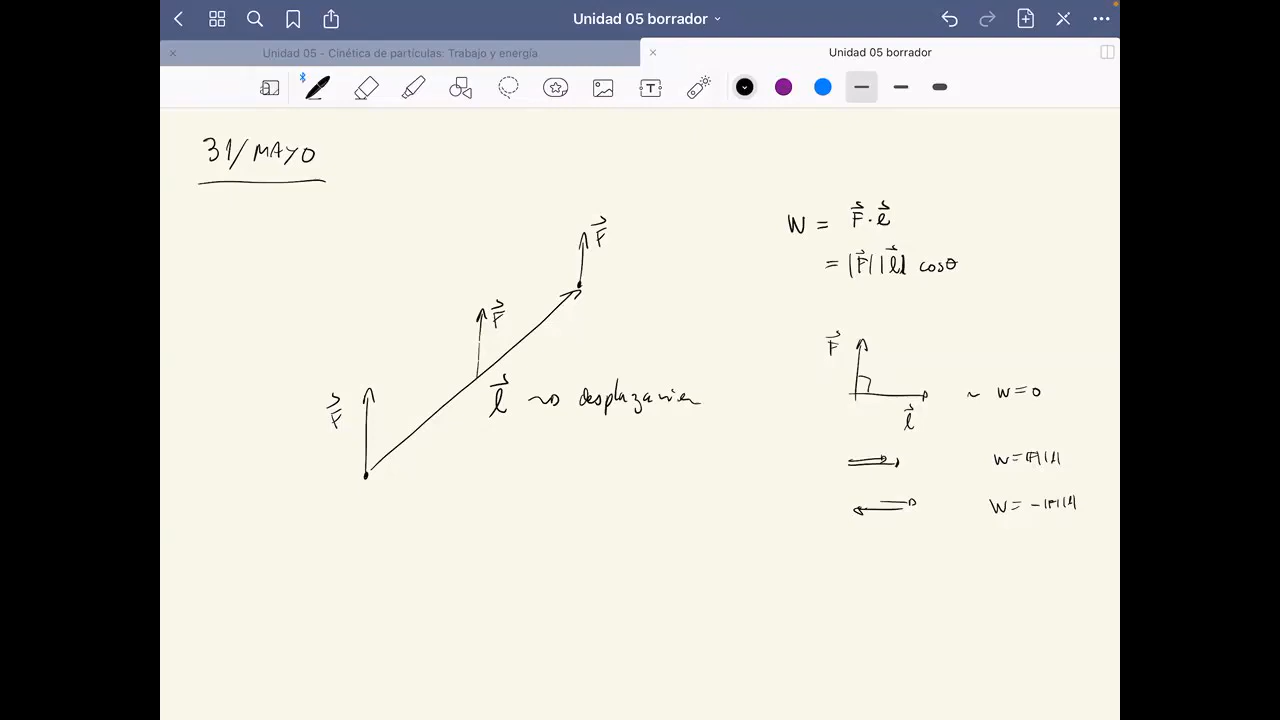 Unidad 05 borrador
Unidad 05 - Cinética de partículas: Trabajo y energía
Unidad 05 borrador
T
31/MAYO
W = F⃗·ℓ⃗
= |F⃗||ℓ⃗| cosθ
F⃗
F⃗
F⃗
ℓ⃗ ~> desplazamien
F⃗
ℓ⃗
~ W=0
W=|F||ℓ|
W= -|F||ℓ|